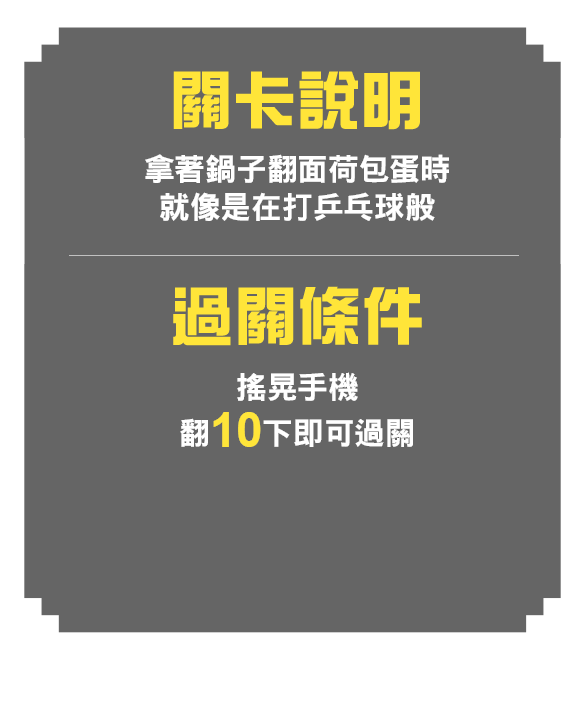 關卡說明
拿著鍋子翻面荷包蛋時
就像是在打乒乓球般
過關條件
搖晃手機
翻10下即可過關